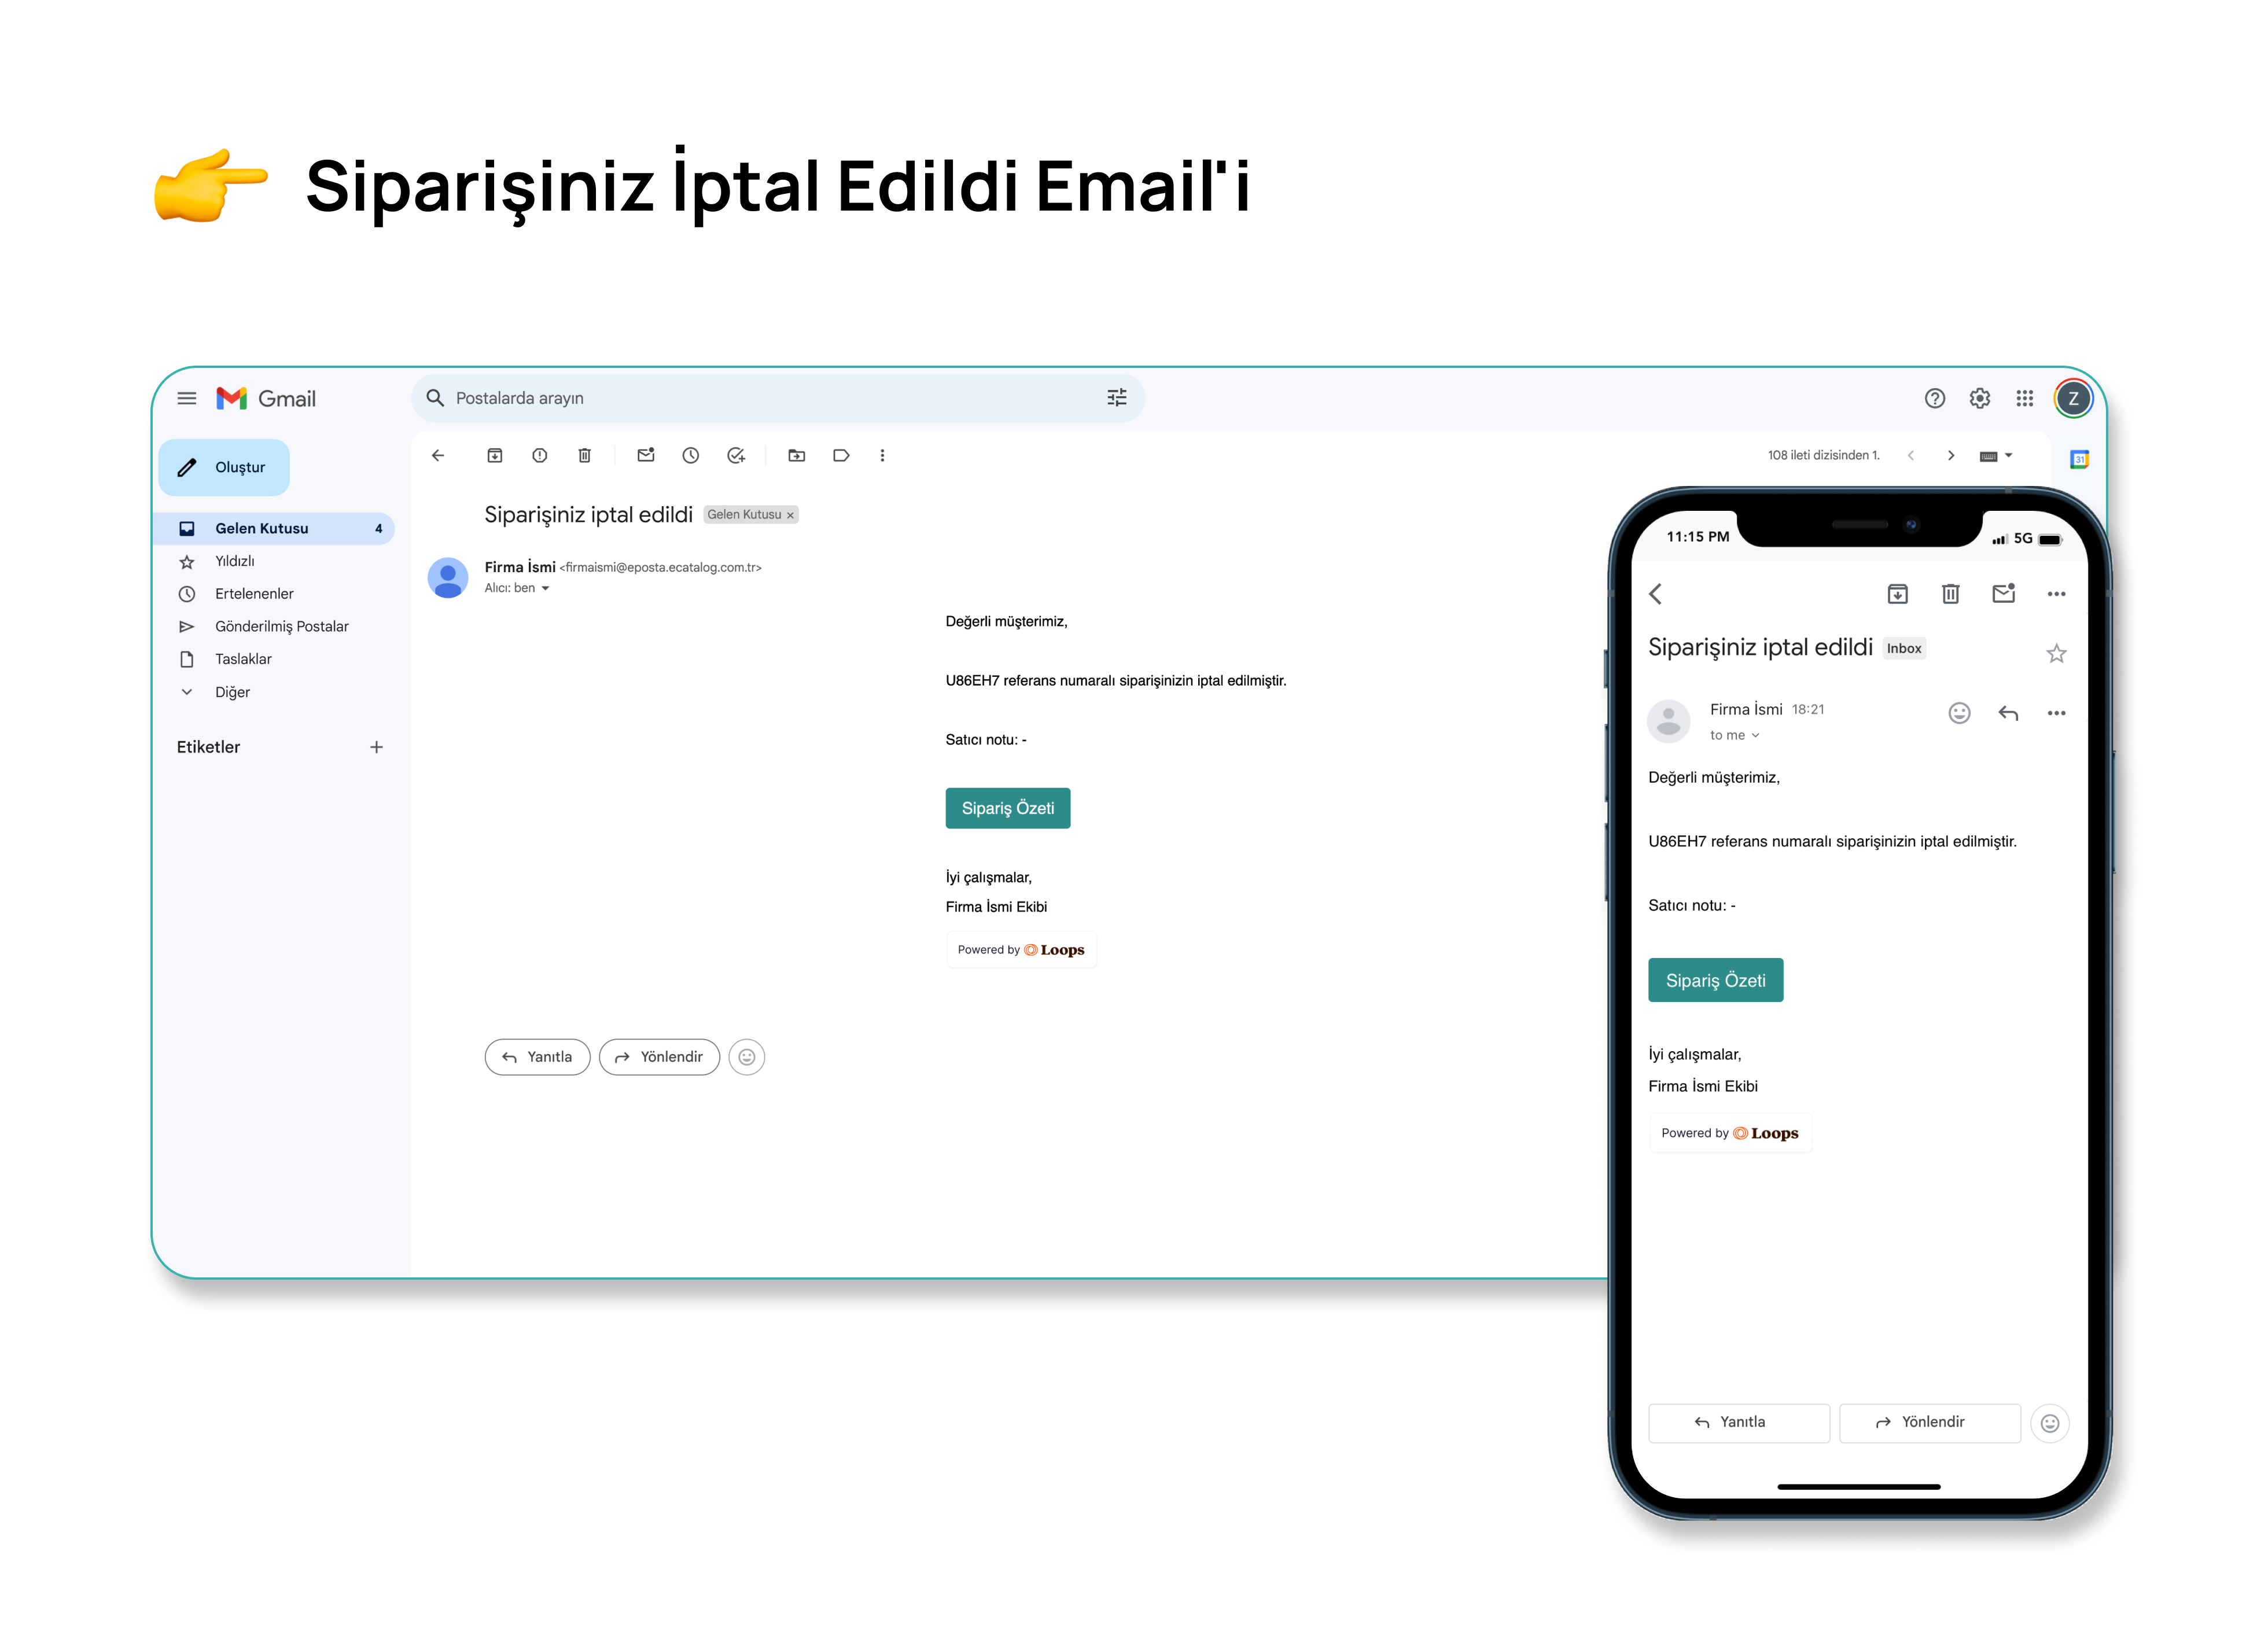 Siparişiniz İptal Edildi Email'i
Gmail
Postalarda arayın
Z
Oluştur
108 ileti dizisinden 1.
31
Gelen Kutusu 4
Yıldızlı
Ertelenenler
Gönderilmiş Postalar
Taslaklar
Diğer
Etiketler
Siparişiniz iptal edildi Gelen Kutusu ×
Firma İsmi <firmaismi@eposta.ecatalog.com.tr>
Alıcı: ben
Değerli müşterimiz,
U86EH7 referans numaralı siparişinizin iptal edilmiştir.
Satıcı notu: -
Sipariş Özeti
İyi çalışmalar,
Firma İsmi Ekibi
Powered by Loops
Yanıtla
Yönlendir
11:15 PM 5G
Siparişiniz iptal edildi Inbox
Firma İsmi 18:21
to me
Değerli müşterimiz,
U86EH7 referans numaralı siparişinizin iptal edilmiştir.
Satıcı notu: -
Sipariş Özeti
İyi çalışmalar,
Firma İsmi Ekibi
Powered by Loops
Yanıtla
Yönlendir